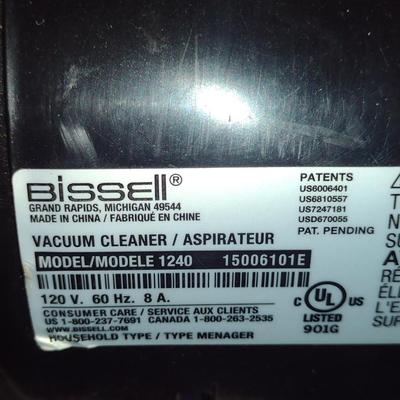 BISSELL®
GRAND RAPIDS, MICHIGAN 49544
MADE IN CHINA / FABRIQUÉ EN CHINE
VACUUM CLEANER / ASPIRATEUR
MODEL/MODELE 1240 15006101E
120 V. 60 Hz. 8 A.
CONSUMER CARE / SERVICE AUX CLIENTS
US 1-800-237-7691 CANADA 1-800-263-2535
WWW.BISSELL.COM
HOUSEHOLD TYPE / TYPE MENAGER
PATENTS
US6006401
US6810557
US7247181
USD670055
PAT. PENDING
C UL® US
LISTED
901G